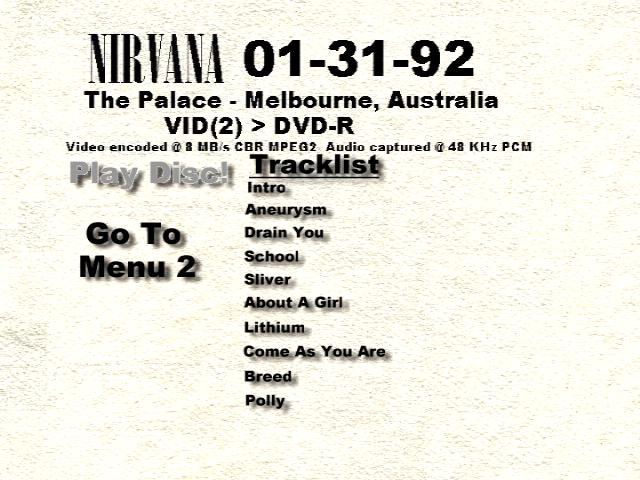 NIRVANA 01-31-92
The Palace - Melbourne, Australia
VID(2) > DVD-R
Video encoded @ 8 MB/s CBR MPEG2 Audio captured @ 48 KHz PCM
Play Disc!
Tracklist
Intro
Aneurysm
Drain You
School
Sliver
About A Girl
Lithium
Come As You Are
Breed
Polly
Go To
Menu 2